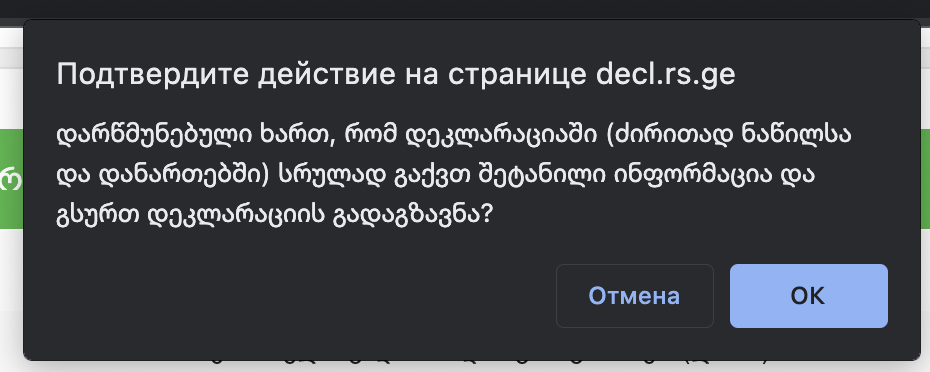 Подтвердите действие на странице decl.rs.ge
დარწმუნებული ხართ, რომ დეკლარაციაში (ძირითად ნაწილსა
და დანართებში) სრულად გაქვთ შეტანილი ინფორმაცია და
გსურთ დეკლარაციის გადაგზავნა?
Отмена
ОК